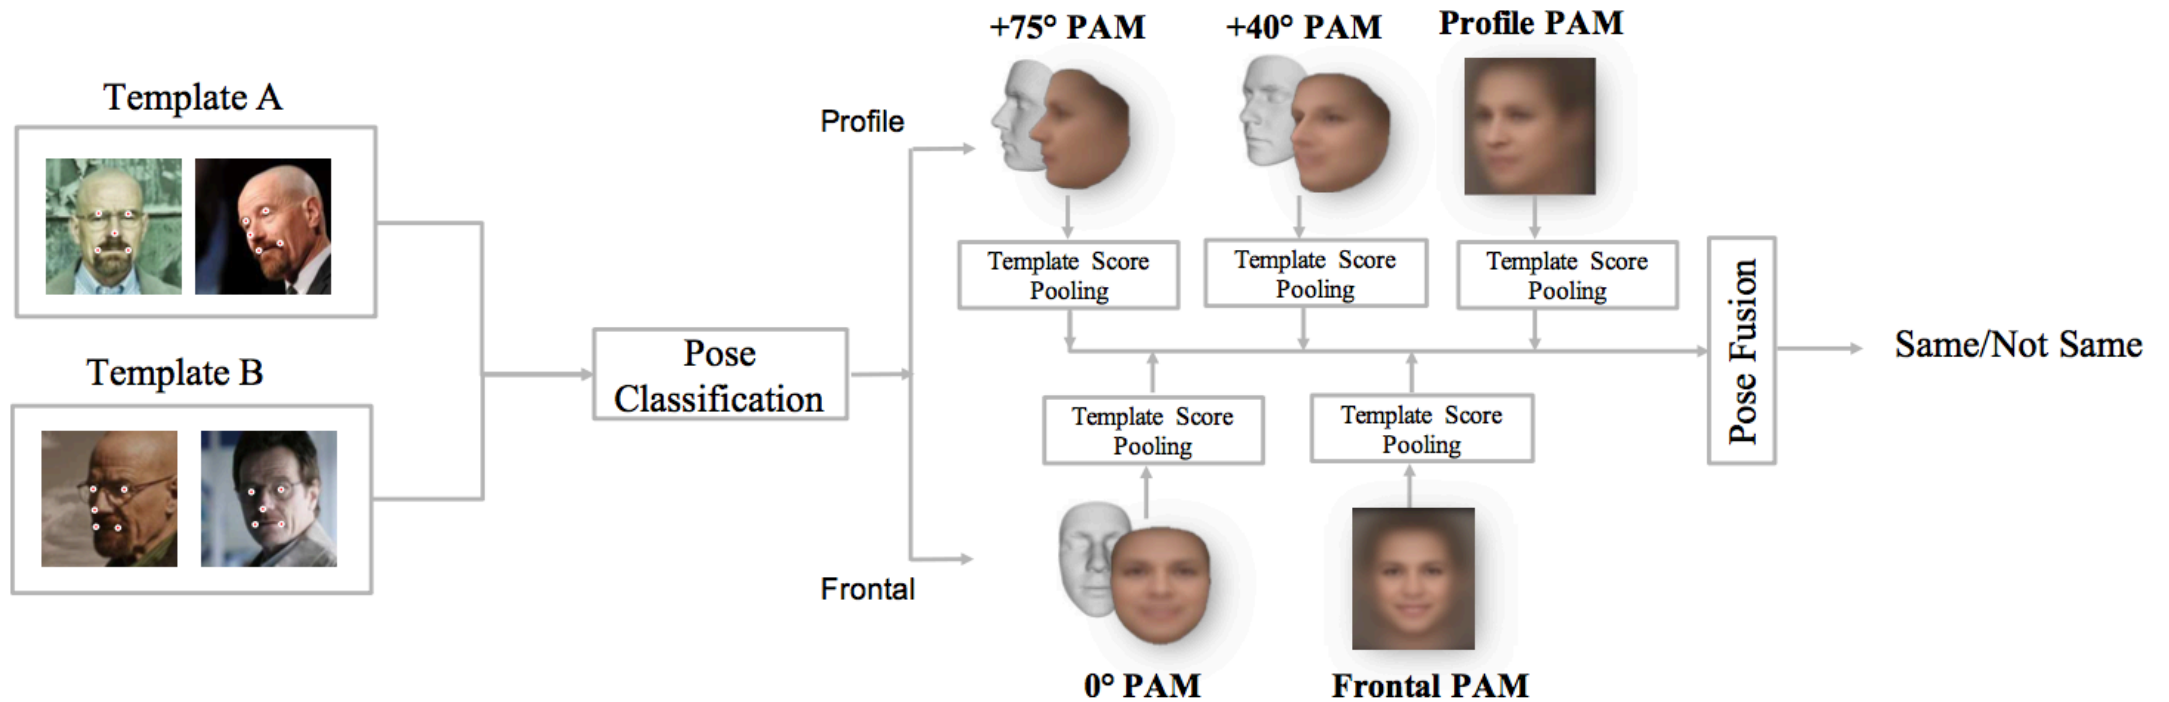 Template A
Template B
Pose
Classification
Profile
Frontal
+75° PAM
+40° PAM
Profile PAM
Template Score
Pooling
Template Score
Pooling
Template Score
Pooling
Template Score
Pooling
Template Score
Pooling
0° PAM
Frontal PAM
Pose Fusion
Same/Not Same